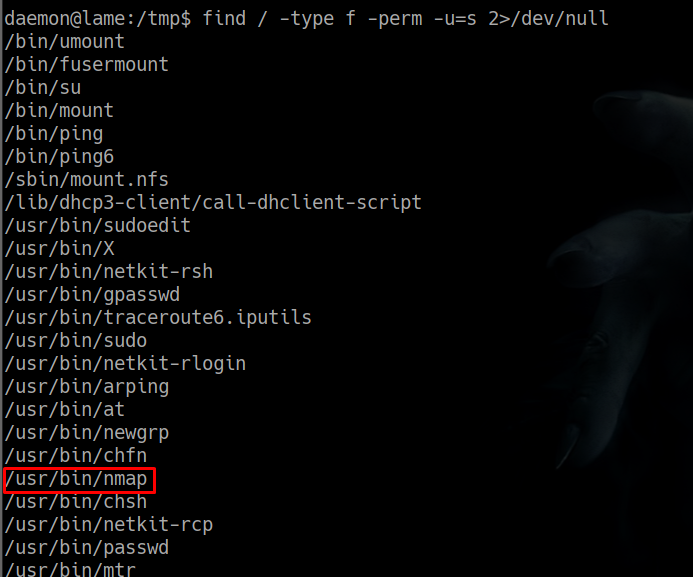 daemon@lame:/tmp$ find / -type f -perm -u=s 2>/dev/null
/bin/umount
/bin/fusermount
/bin/su
/bin/mount
/bin/ping
/bin/ping6
/sbin/mount.nfs
/lib/dhcp3-client/call-dhclient-script
/usr/bin/sudoedit
/usr/bin/X
/usr/bin/netkit-rsh
/usr/bin/gpasswd
/usr/bin/traceroute6.iputils
/usr/bin/sudo
/usr/bin/netkit-rlogin
/usr/bin/arping
/usr/bin/at
/usr/bin/newgrp
/usr/bin/chfn
/usr/bin/nmap
/usr/bin/chsh
/usr/bin/netkit-rcp
/usr/bin/passwd
/usr/bin/mtr